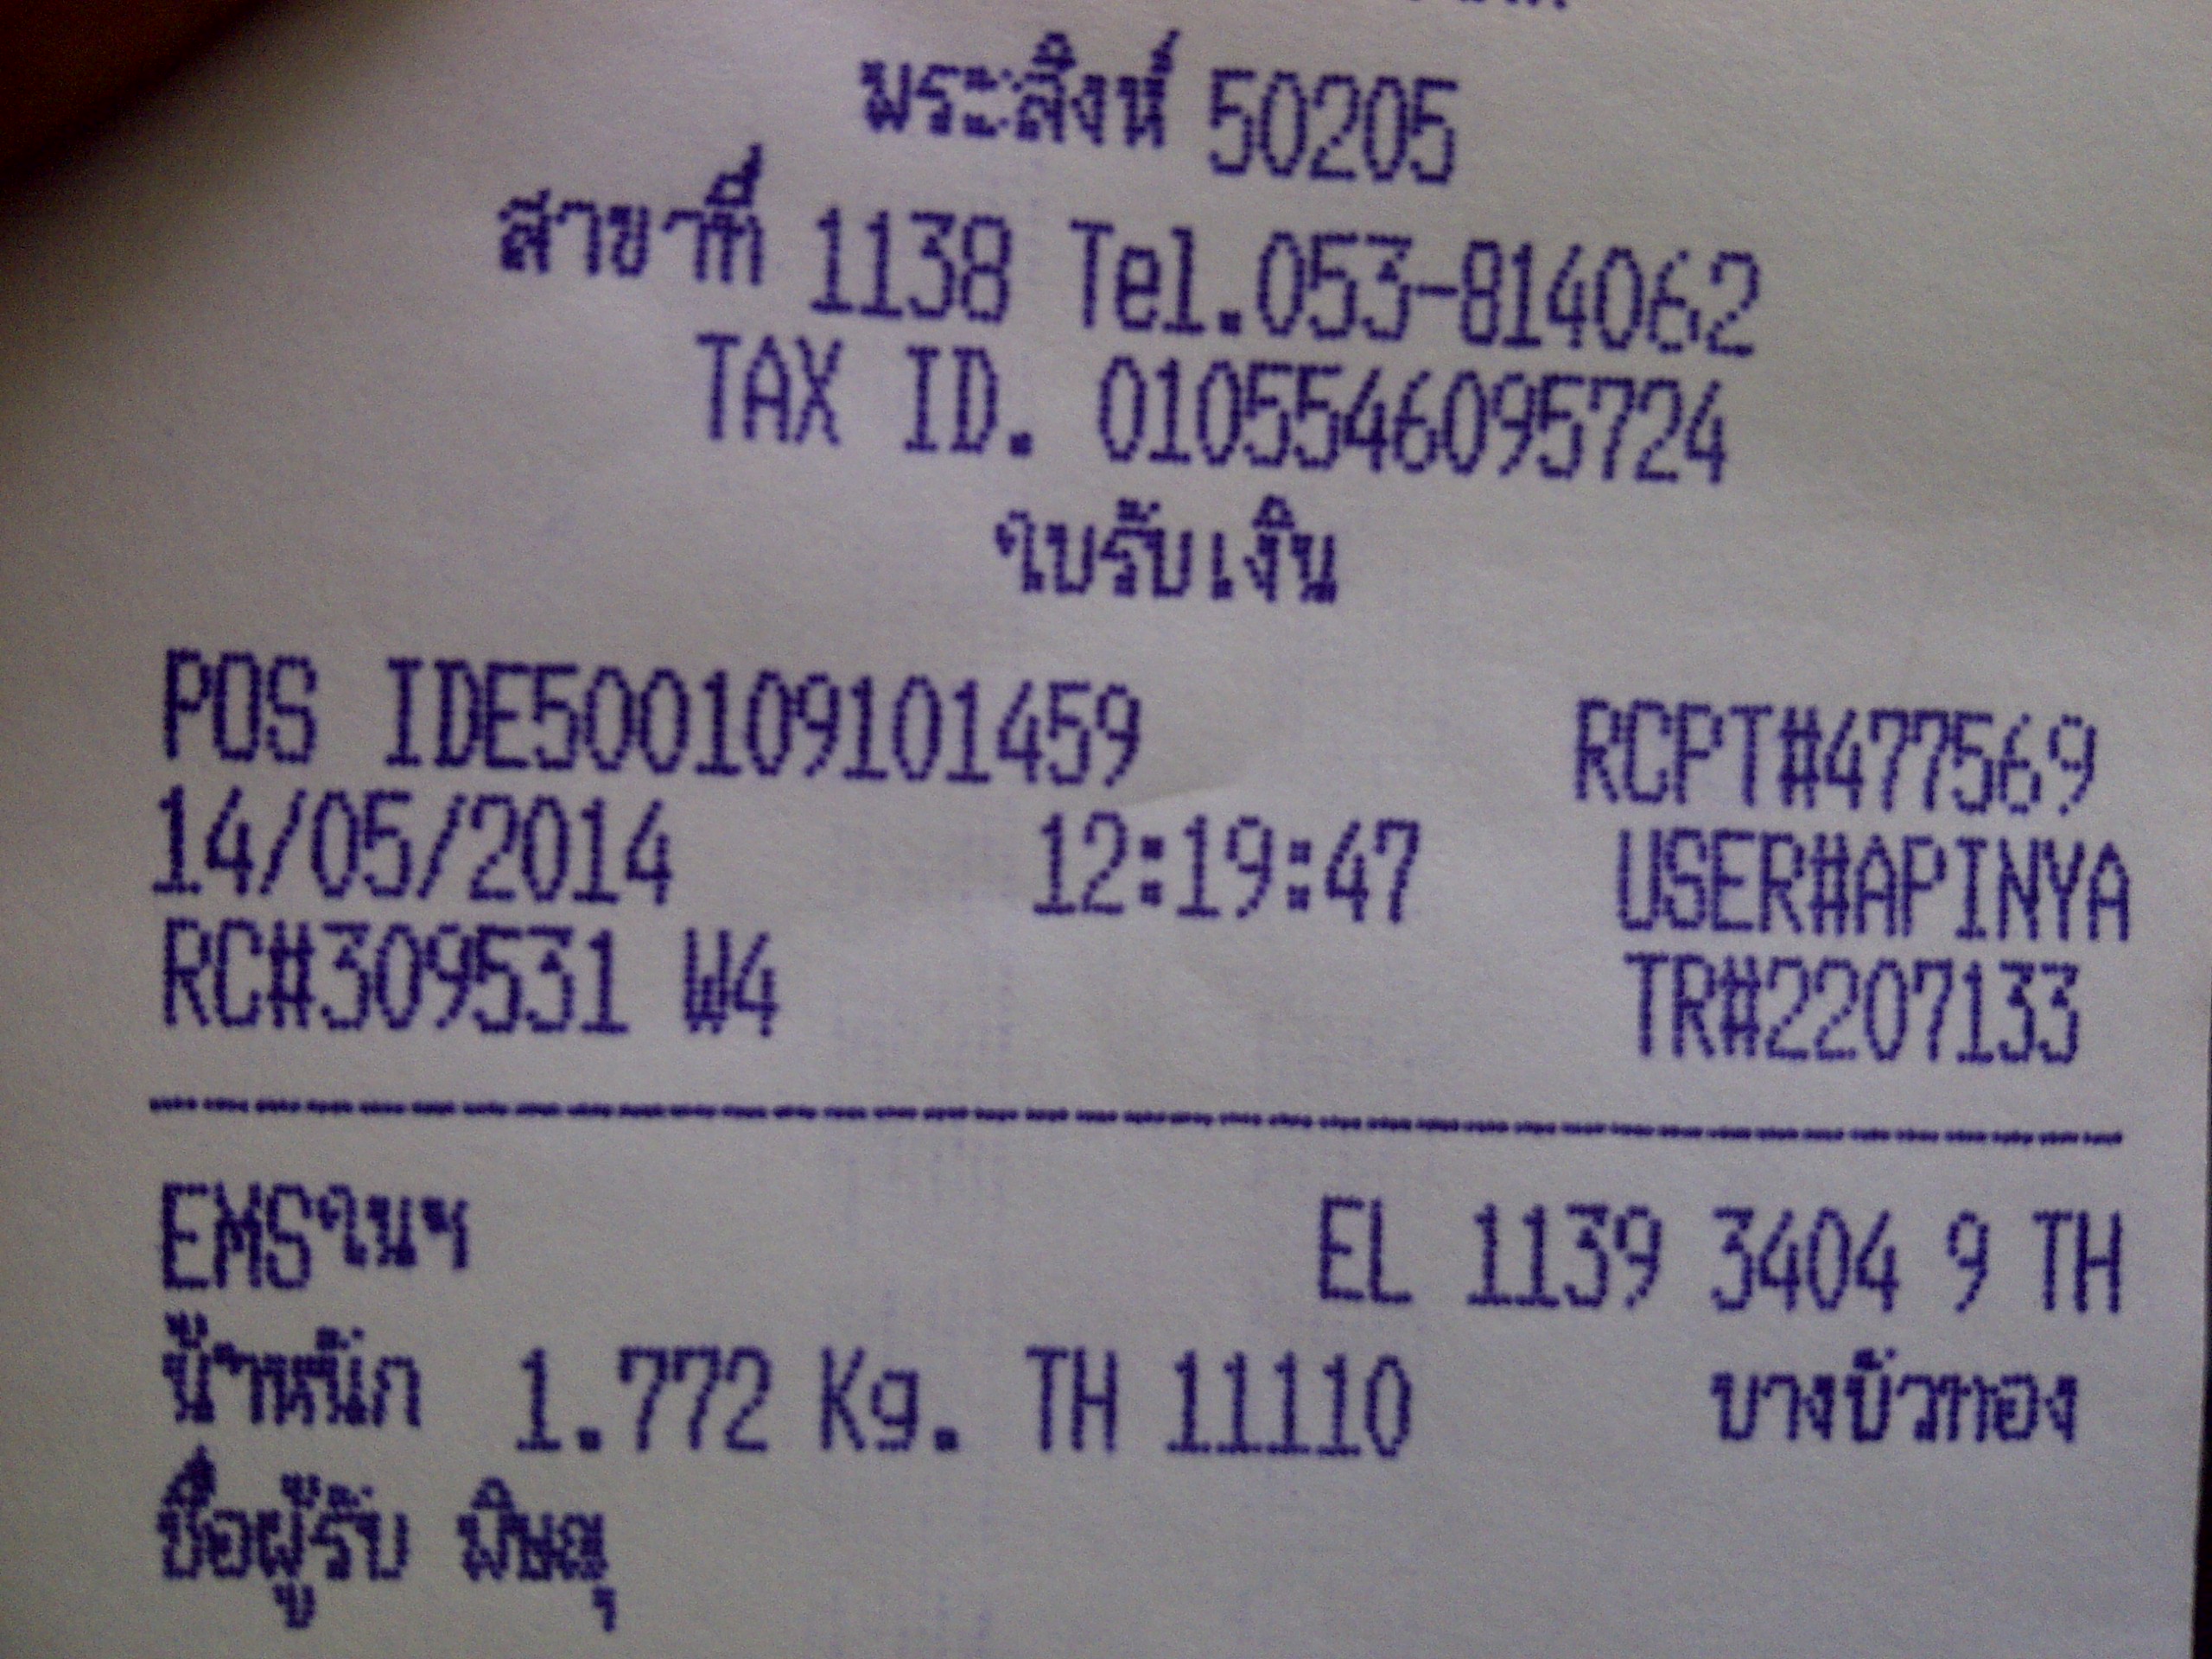 พระสิงห์ 50205
สาขาที่ 1138 Tel.053-814062
TAX ID. 0105546095724
ใบรับเงิน
POS IDE500109101459 RCPT#477569
14/05/2014 12:19:47 USER#APINYA
RC#309531 W4 TR#2207133
EMSในฯ EL 1139 3404 9 TH
น้ำหนัก 1.772 Kg. TH 11110 บางบัวทอง
ชื่อผู้รับ พิษณุ